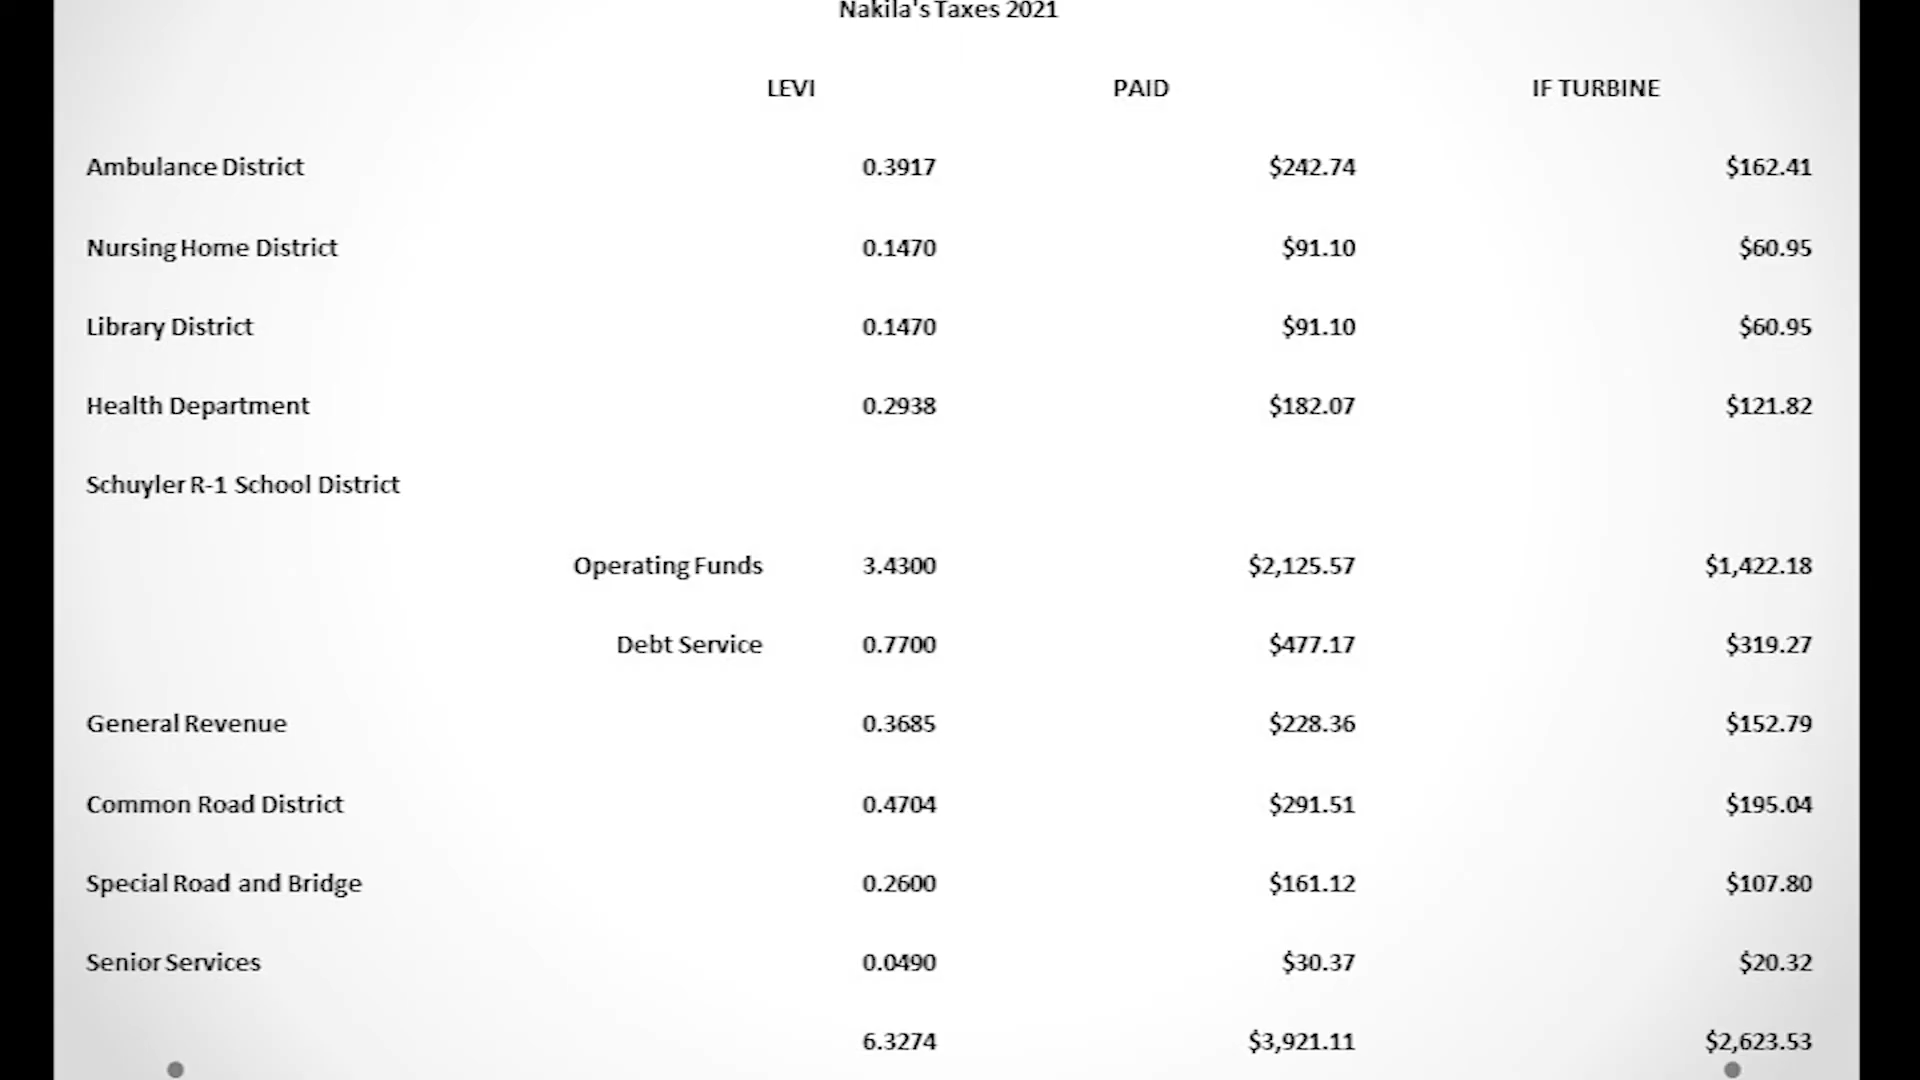 Nakila's Taxes 2021
LEVI PAID IF TURBINE
Ambulance District 0.3917 $242.74 $162.41
Nursing Home District 0.1470 $91.10 $60.95
Library District 0.1470 $91.10 $60.95
Health Department 0.2938 $182.07 $121.82
Schuyler R-1 School District
Operating Funds 3.4300 $2,125.57 $1,422.18
Debt Service 0.7700 $477.17 $319.27
General Revenue 0.3685 $228.36 $152.79
Common Road District 0.4704 $291.51 $195.04
Special Road and Bridge 0.2600 $161.12 $107.80
Senior Services 0.0490 $30.37 $20.32
6.3274 $3,921.11 $2,623.53